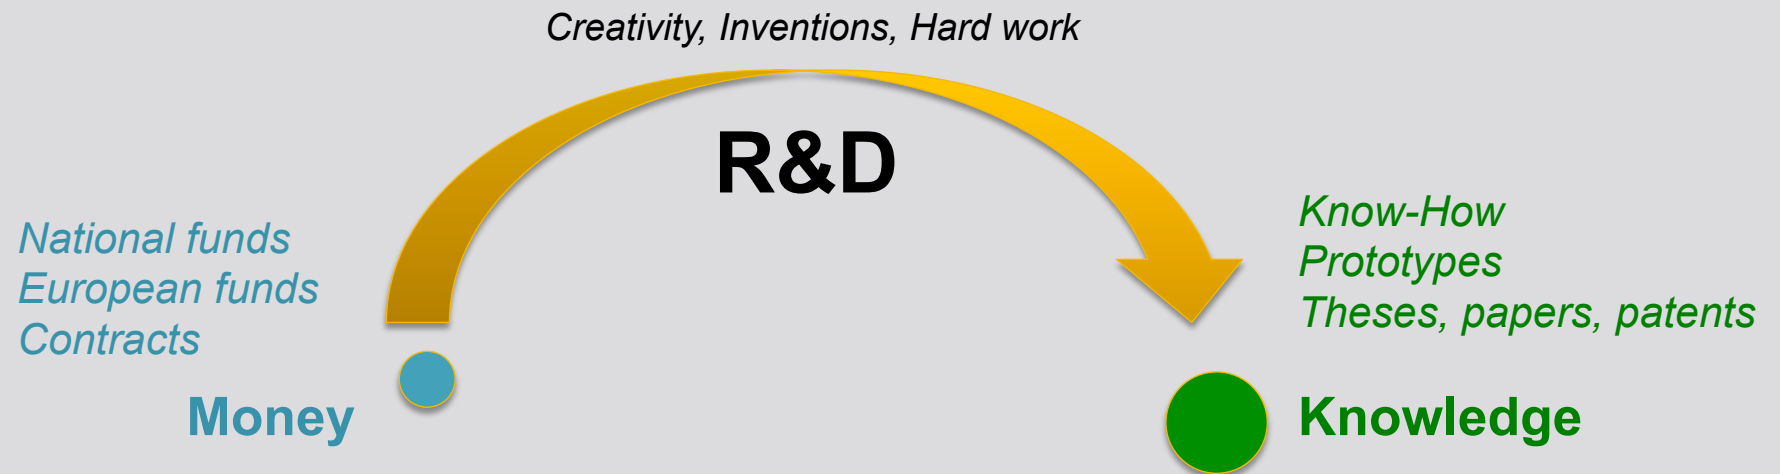 Creativity, Inventions, Hard work
R&D
National funds
European funds
Contracts
Money
Know-How
Prototypes
Theses, papers, patents
Knowledge